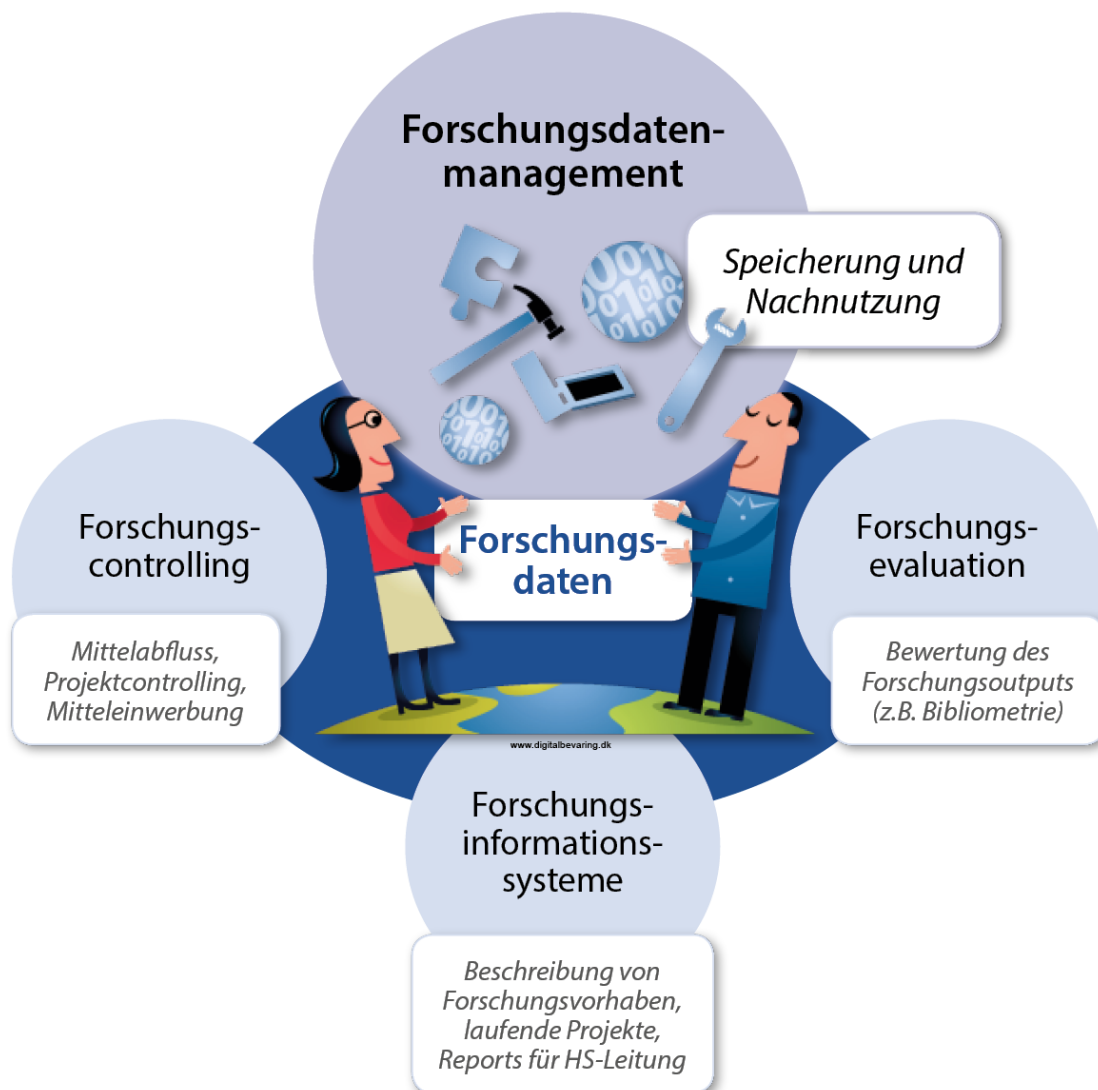 Forschungsdaten-
management
Speicherung und
Nachnutzung
Forschungs-
controlling
Mittelabfluss,
Projektcontrolling,
Mitteleinwerbung
Forschungs-
daten
Forschungs-
evaluation
Bewertung des
Forschungsoutputs
(z.B. Bibliometrie)
www.digitalbevaring.dk
Forschungs-
informations-
systeme
Beschreibung von
Forschungsvorhaben,
laufende Projekte,
Reports für HS-Leitung